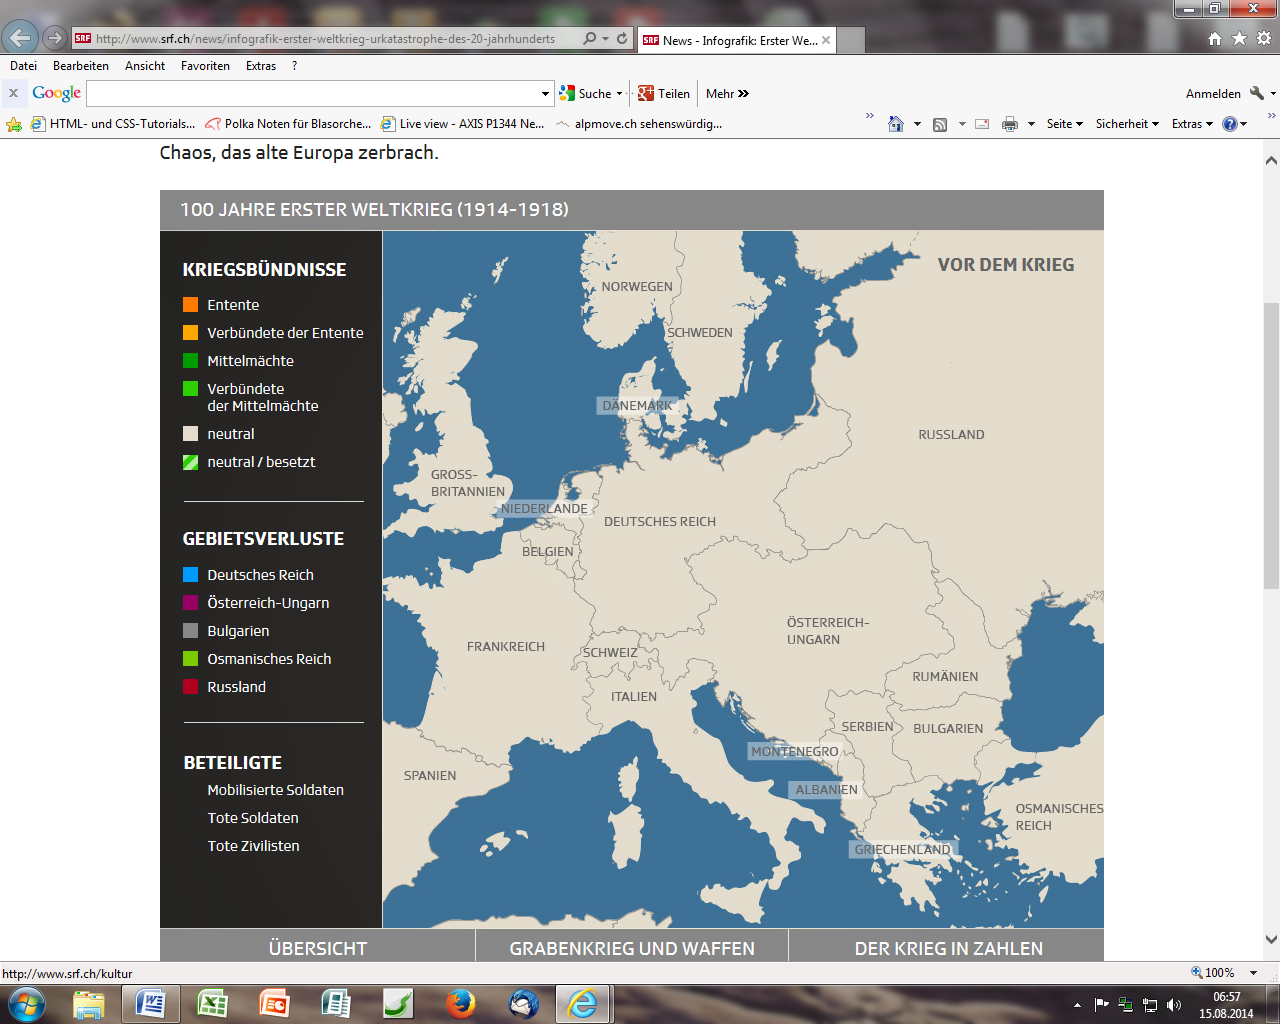 http://www.srf.ch/news/infografik-erster-weltkrieg-urkatastrophe-des-20-jahrhunderts
SRF News - Infografik: Erster We...
Datei Bearbeiten Ansicht Favoriten Extras ?
x Google Suche Teilen Mehr Anmelden
HTML- und CSS-Tutorials... Polka Noten für Blasorche... Live view - AXIS P1344 Ne... alpmove.ch sehenswürdig... Seite Sicherheit Extras
Chaos, das alte Europa zerbrach.
100 JAHRE ERSTER WELTKRIEG (1914-1918)
KRIEGSBÜNDNISSE
Entente
Verbündete der Entente
Mittelmächte
Verbündete
der Mittelmächte
neutral
neutral / besetzt
GEBIETSVERLUSTE
Deutsches Reich
Österreich-Ungarn
Bulgarien
Osmanisches Reich
Russland
BETEILIGTE
Mobilisierte Soldaten
Tote Soldaten
Tote Zivilisten
VOR DEM KRIEG
NORWEGEN
SCHWEDEN
DÄNEMARK
RUSSLAND
GROSS-
BRITANNIEN
NIEDERLANDE
DEUTSCHES REICH
BELGIEN
ÖSTERREICH-
UNGARN
FRANKREICH
SCHWEIZ
RUMÄNIEN
ITALIEN
SERBIEN
BULGARIEN
MONTENEGRO
SPANIEN
ALBANIEN
OSMANISCHES
REICH
GRIECHENLAND
ÜBERSICHT
GRABENKRIEG UND WAFFEN
DER KRIEG IN ZAHLEN
http://www.srf.ch/kultur
100%
06:57
15.08.2014